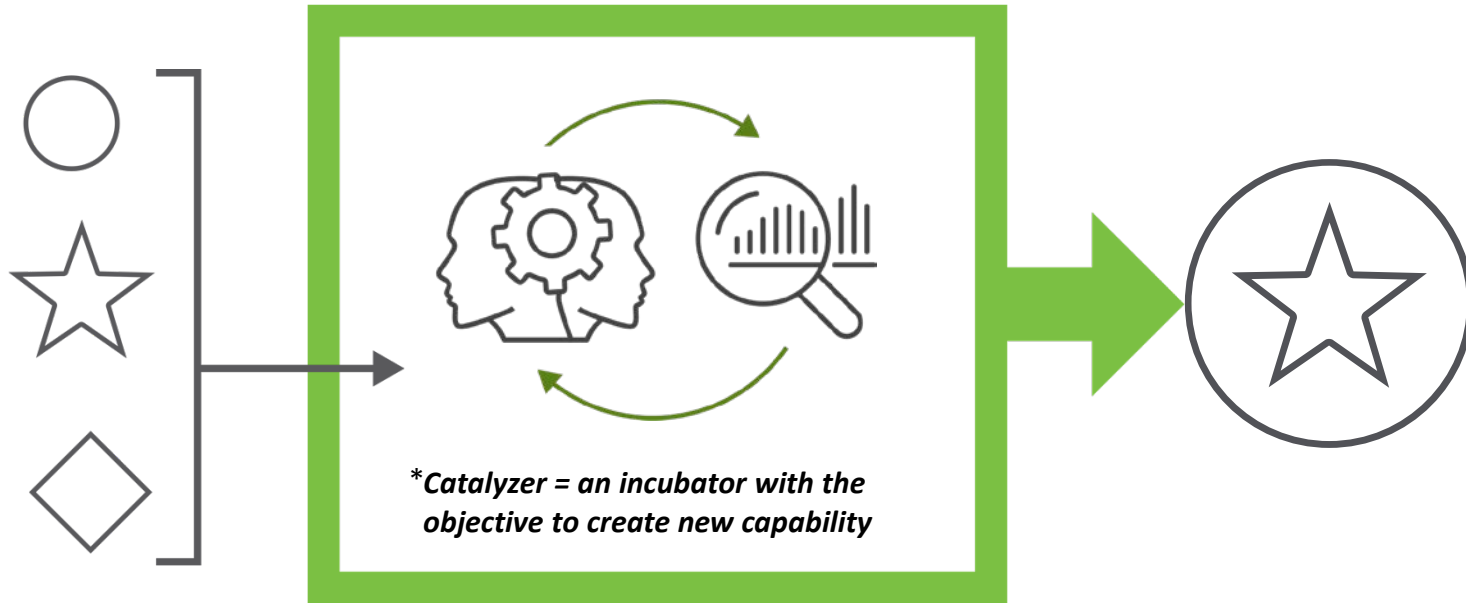 *Catalyzer = an incubator with the
objective to create new capability